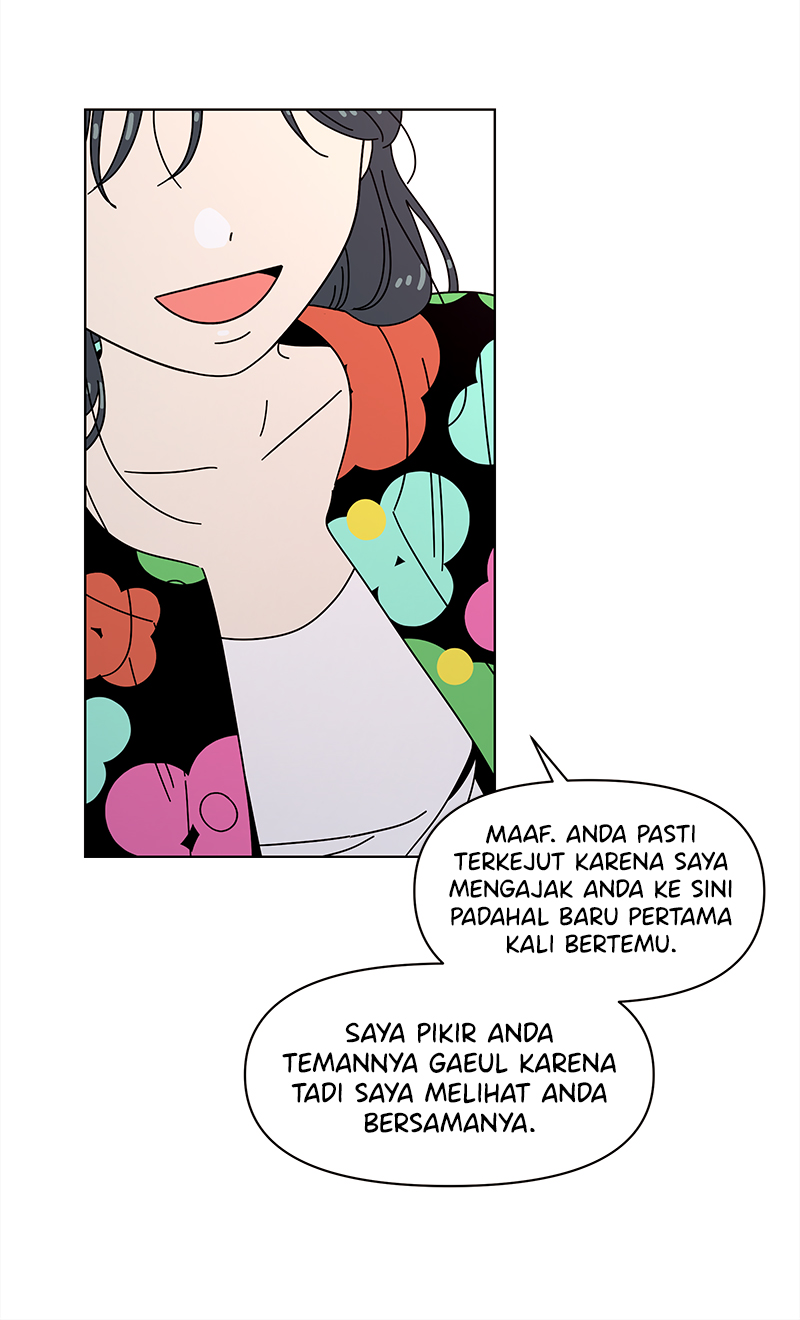 MAAF. ANDA PASTI
TERKEJUT KARENA SAYA
MENGAJAK ANDA KE SINI
PADAHAL BARU PERTAMA
KALI BERTEMU.
SAYA PIKIR ANDA
TEMANNYA GAEUL KARENA
TADI SAYA MELIHAT ANDA
BERSAMANYA.